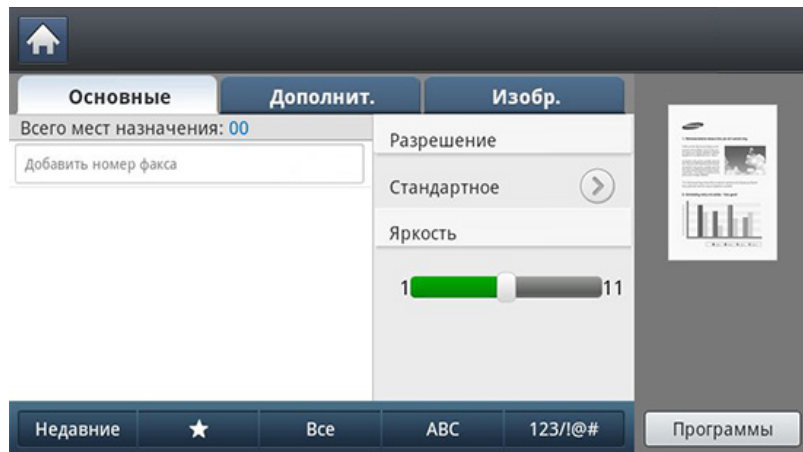 Основные
Дополнит.
Изобр.
Всего мест назначения: 00
Добавить номер факса
Разрешение
Стандартное
Яркость
1 11
Недавние
Все
ABC
123/!@#
Программы